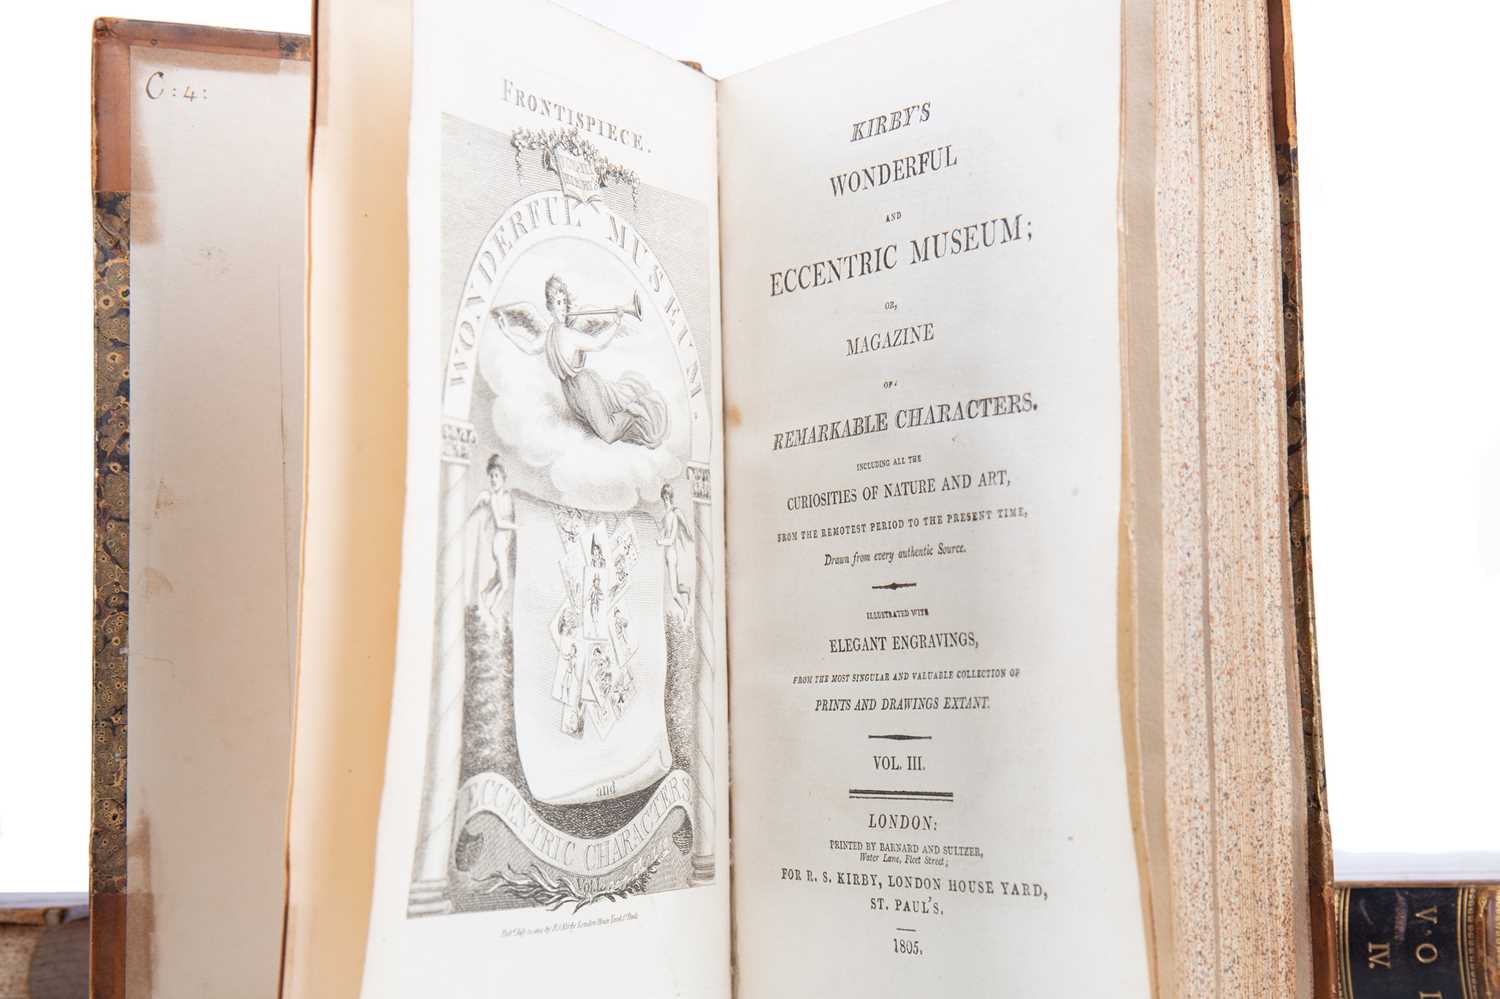 C : 4 :
FRONTISPIECE.
WONDERFUL MUSEUM.
and
ECCENTRIC CHARACTERS
Vol.
KIRBY'S
WONDERFUL
AND
ECCENTRIC MUSEUM;
OR,
MAGAZINE
OF
REMARKABLE CHARACTERS.
INCLUDING ALL THE
CURIOSITIES OF NATURE AND ART,
FROM THE REMOTEST PERIOD TO THE PRESENT TIME,
Drawn from every authentic Source.
ILLUSTRATED WITH
ELEGANT ENGRAVINGS,
FROM THE MOST SINGULAR AND VALUABLE COLLECTION OF
PRINTS AND DRAWINGS EXTANT.
VOL. III.
LONDON:
PRINTED BY BARNARD AND SULTZER,
Water Lane, Fleet Street;
FOR R. S. KIRBY, LONDON HOUSE YARD,
ST. PAUL'S.
1805.
VO
IV.